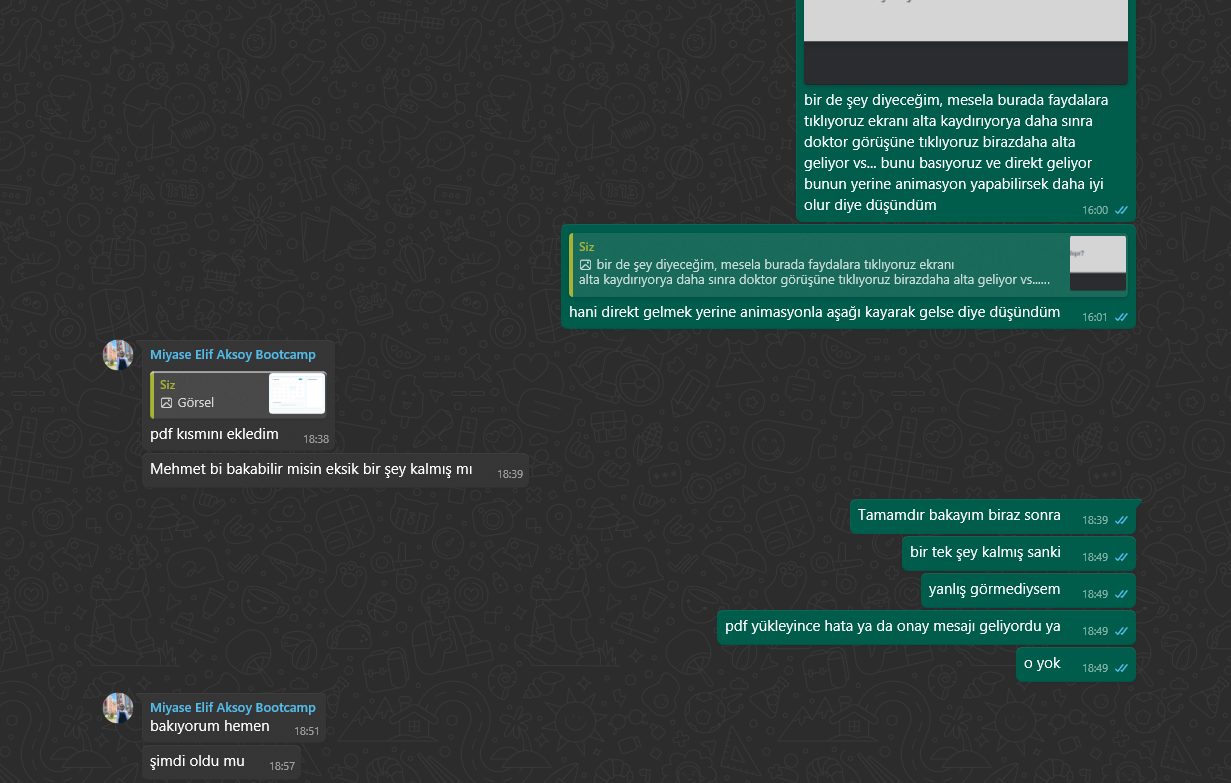 bir de şey diyeceğim, mesela burada faydalara
tıklıyoruz ekranı alta kaydırıyorya daha sınra
doktor görüşüne tıklıyoruz birazdaha alta
geliyor vs... bunu basıyoruz ve direkt geliyor
bunun yerine animasyon yapabilirsek daha iyi
olur diye düşündüm
16:00
Siz
bir de şey diyeceğim, mesela burada faydalara tıklıyoruz ekranı
alta kaydırıyorya daha sınra doktor görüşüne tıklıyoruz birazdaha alta geliyor vs......
hani direkt gelmek yerine animasyonla aşağı kayarak gelse diye düşündüm
16:01
Miyase Elif Aksoy Bootcamp
Siz
Görsel
pdf kısmını ekledim
18:38
Mehmet bi bakabilir misin eksik bir şey kalmış mı
18:39
Tamamdır bakayım biraz sonra
18:39
bir tek şey kalmış sanki
18:49
yanlış görmediysem
18:49
pdf yükleyince hata ya da onay mesajı geliyordu ya
18:49
o yok
18:49
Miyase Elif Aksoy Bootcamp
bakıyorum hemen
18:51
şimdi oldu mu
18:57